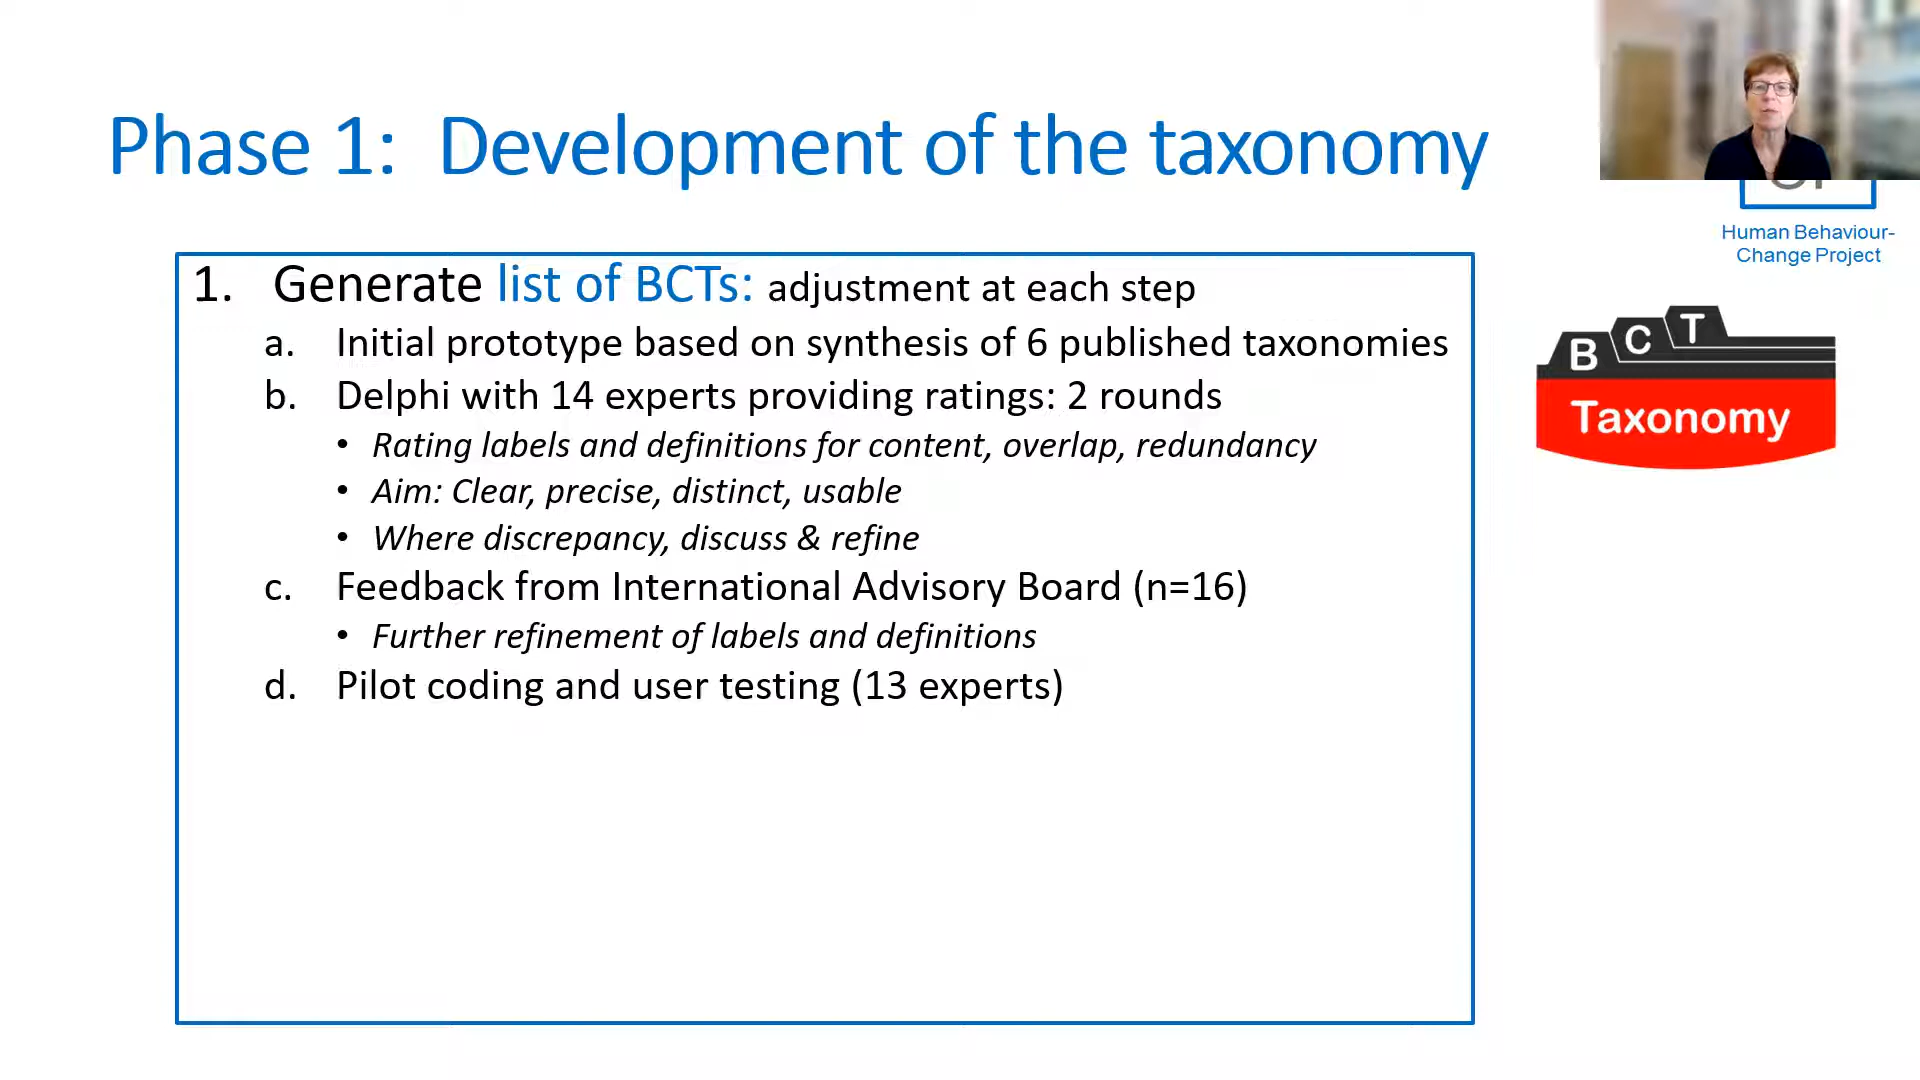 Phase 1: Development of the taxonomy
Human Behaviour-
Change Project
1. Generate list of BCTs: adjustment at each step
a. Initial prototype based on synthesis of 6 published taxonomies
b. Delphi with 14 experts providing ratings: 2 rounds
• Rating labels and definitions for content, overlap, redundancy
• Aim: Clear, precise, distinct, usable
• Where discrepancy, discuss & refine
c. Feedback from International Advisory Board (n=16)
• Further refinement of labels and definitions
d. Pilot coding and user testing (13 experts)
B C T
Taxonomy